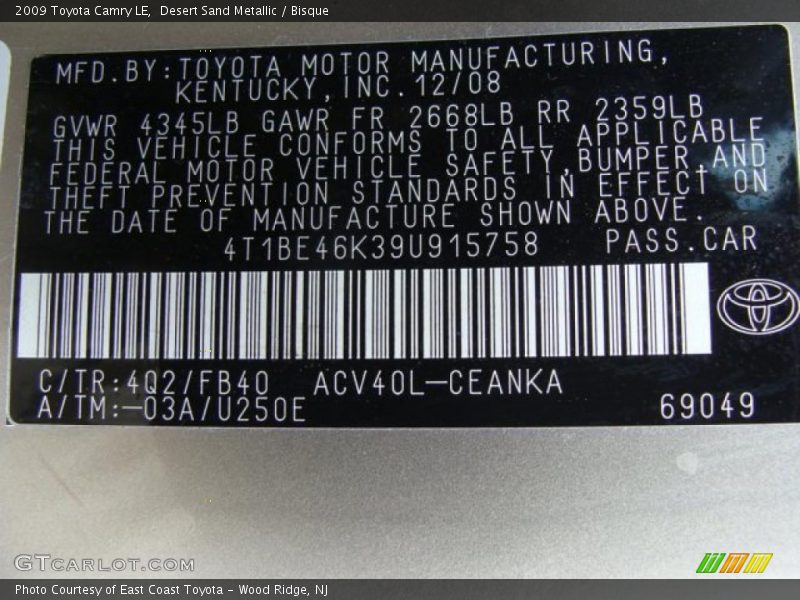 2009 Toyota Camry LE,  Desert Sand Metallic / Bisque
MFD.BY:TOYOTA MOTOR MANUFACTURING,
KENTUCKY,INC.12/08
GVWR 4345LB GAWR FR 2668LB RR 2359LB
THIS VEHICLE CONFORMS TO ALL APPLICABLE
FEDERAL MOTOR VEHICLE SAFETY,BUMPER,AND
THEFT PREVENTION STANDARDS IN EFFECT ON
THE DATE OF MANUFACTURE SHOWN ABOVE.
4T1BE46K39U915758 PASS.CAR
C/TR:4Q2/FB40 ACV40L-CEANKA
A/TM:-03A/U250E 69049
GTCARLOT.COM
Photo Courtesy of East Coast Toyota - Wood Ridge, NJ